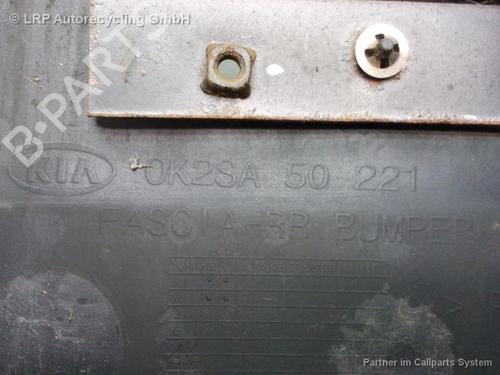 © LRP Autorecycling GmbH
B-PARTS
KIA 0K2SA 50 221
FASCIA-RR BUMPER
Partner im Callparts System